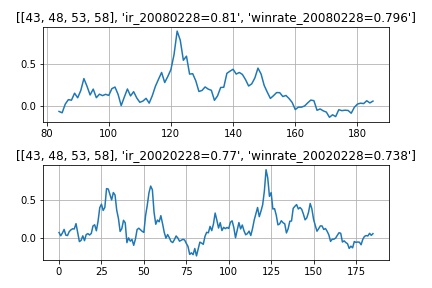 [[43, 48, 53, 58], 'ir_20080228=0.81', 'winrate_20080228=0.796']
0.5
0.0
80 100 120 140 160 180
[[43, 48, 53, 58], 'ir_20020228=0.77', 'winrate_20020228=0.738']
0.5
0.0
0 25 50 75 100 125 150 175